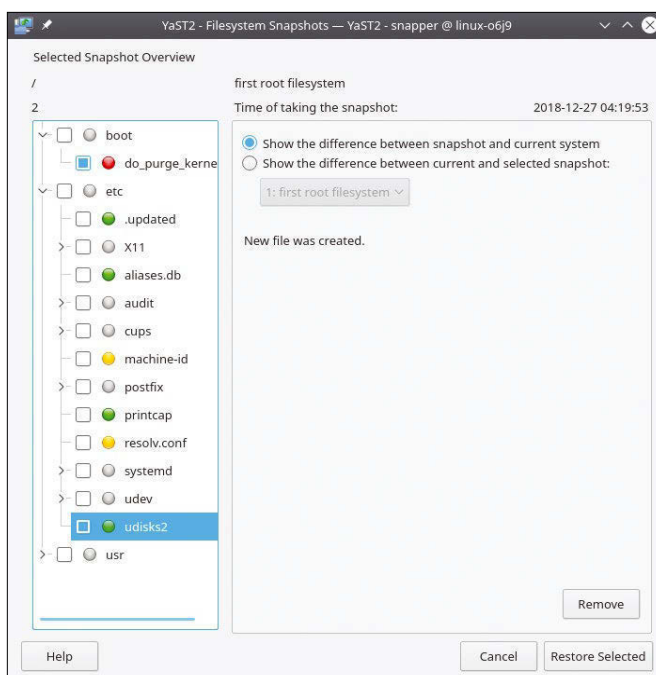 YaST2 - Filesystem Snapshots — YaST2 - snapper @ linux-o6j9
Selected Snapshot Overview
/ first root filesystem
2 Time of taking the snapshot: 2018-12-27 04:19:53
boot
do_purge_kerne
etc
.updated
X11
aliases.db
audit
cups
machine-id
postfix
printcap
resolv.conf
systemd
udev
udisks2
usr
Show the difference between snapshot and current system
Show the difference between current and selected snapshot:
1: first root filesystem
New file was created.
Remove
Help Cancel Restore Selected